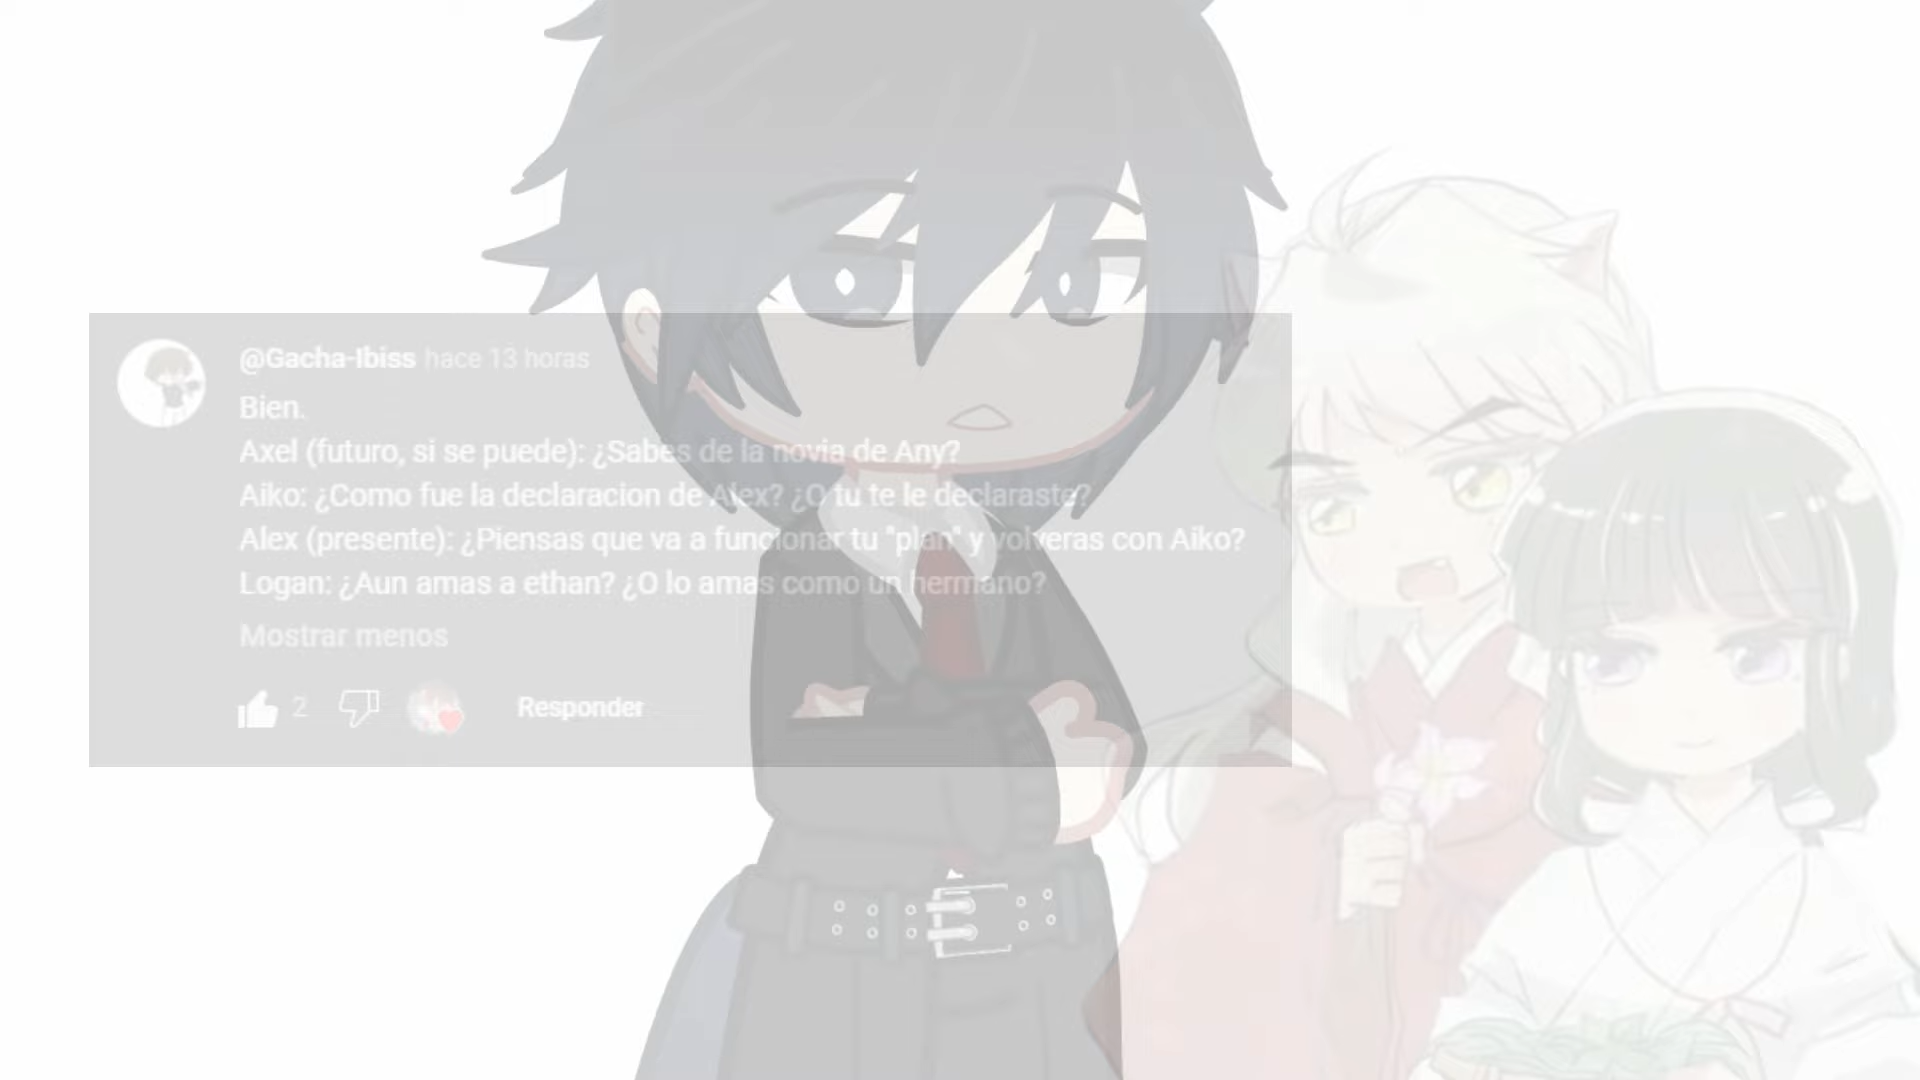 @Gacha-Ibiss hace 13 horas
Bien.
Axel (futuro, si se puede): ¿Sabes de la novia de Any?
Aiko: ¿Como fue la declaracion de Alex? ¿O tu te le declaraste?
Alex (presente): ¿Piensas que va a funcionar tu "plan" y volveras con Aiko?
Logan: ¿Aun amas a ethan? ¿O lo amas como un hermano?
Mostrar menos
2 Responder